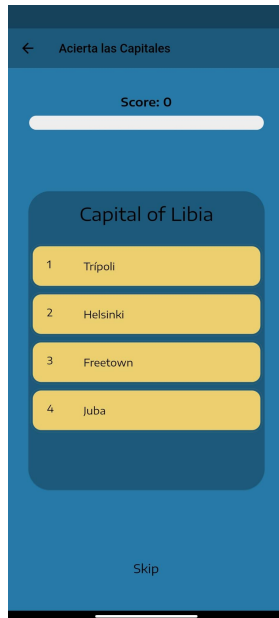 Acierta las Capitales
Score: 0
Capital of Libia
1 Trípoli
2 Helsinki
3 Freetown
4 Juba
Skip